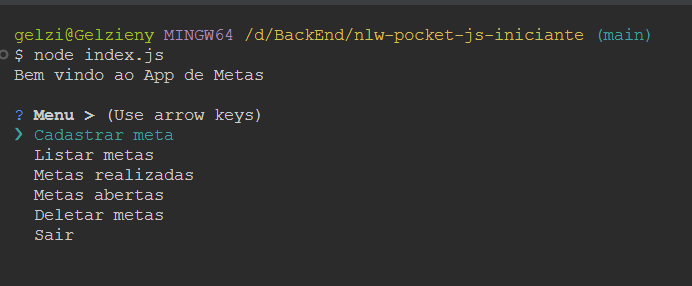 gelzi@Gelzieny MINGW64 /d/BackEnd/nlw-pocket-js-iniciante (main)
$ node index.js
Bem vindo ao App de Metas
? Menu > (Use arrow keys)
❯ Cadastrar meta
Listar metas
Metas realizadas
Metas abertas
Deletar metas
Sair